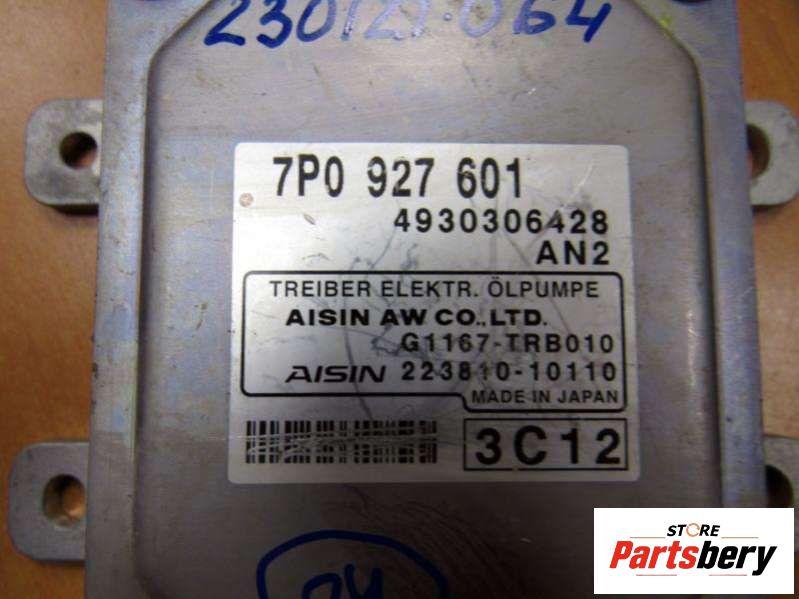 230121.064
7P0 927 601
4930306428
AN2
TREIBER ELEKTR. ÖLPUMPE
AISIN AW CO.,LTD.
G1167-TRB010
AISIN 223810-10110
MADE IN JAPAN
3C12
24
STORE
Partsbery